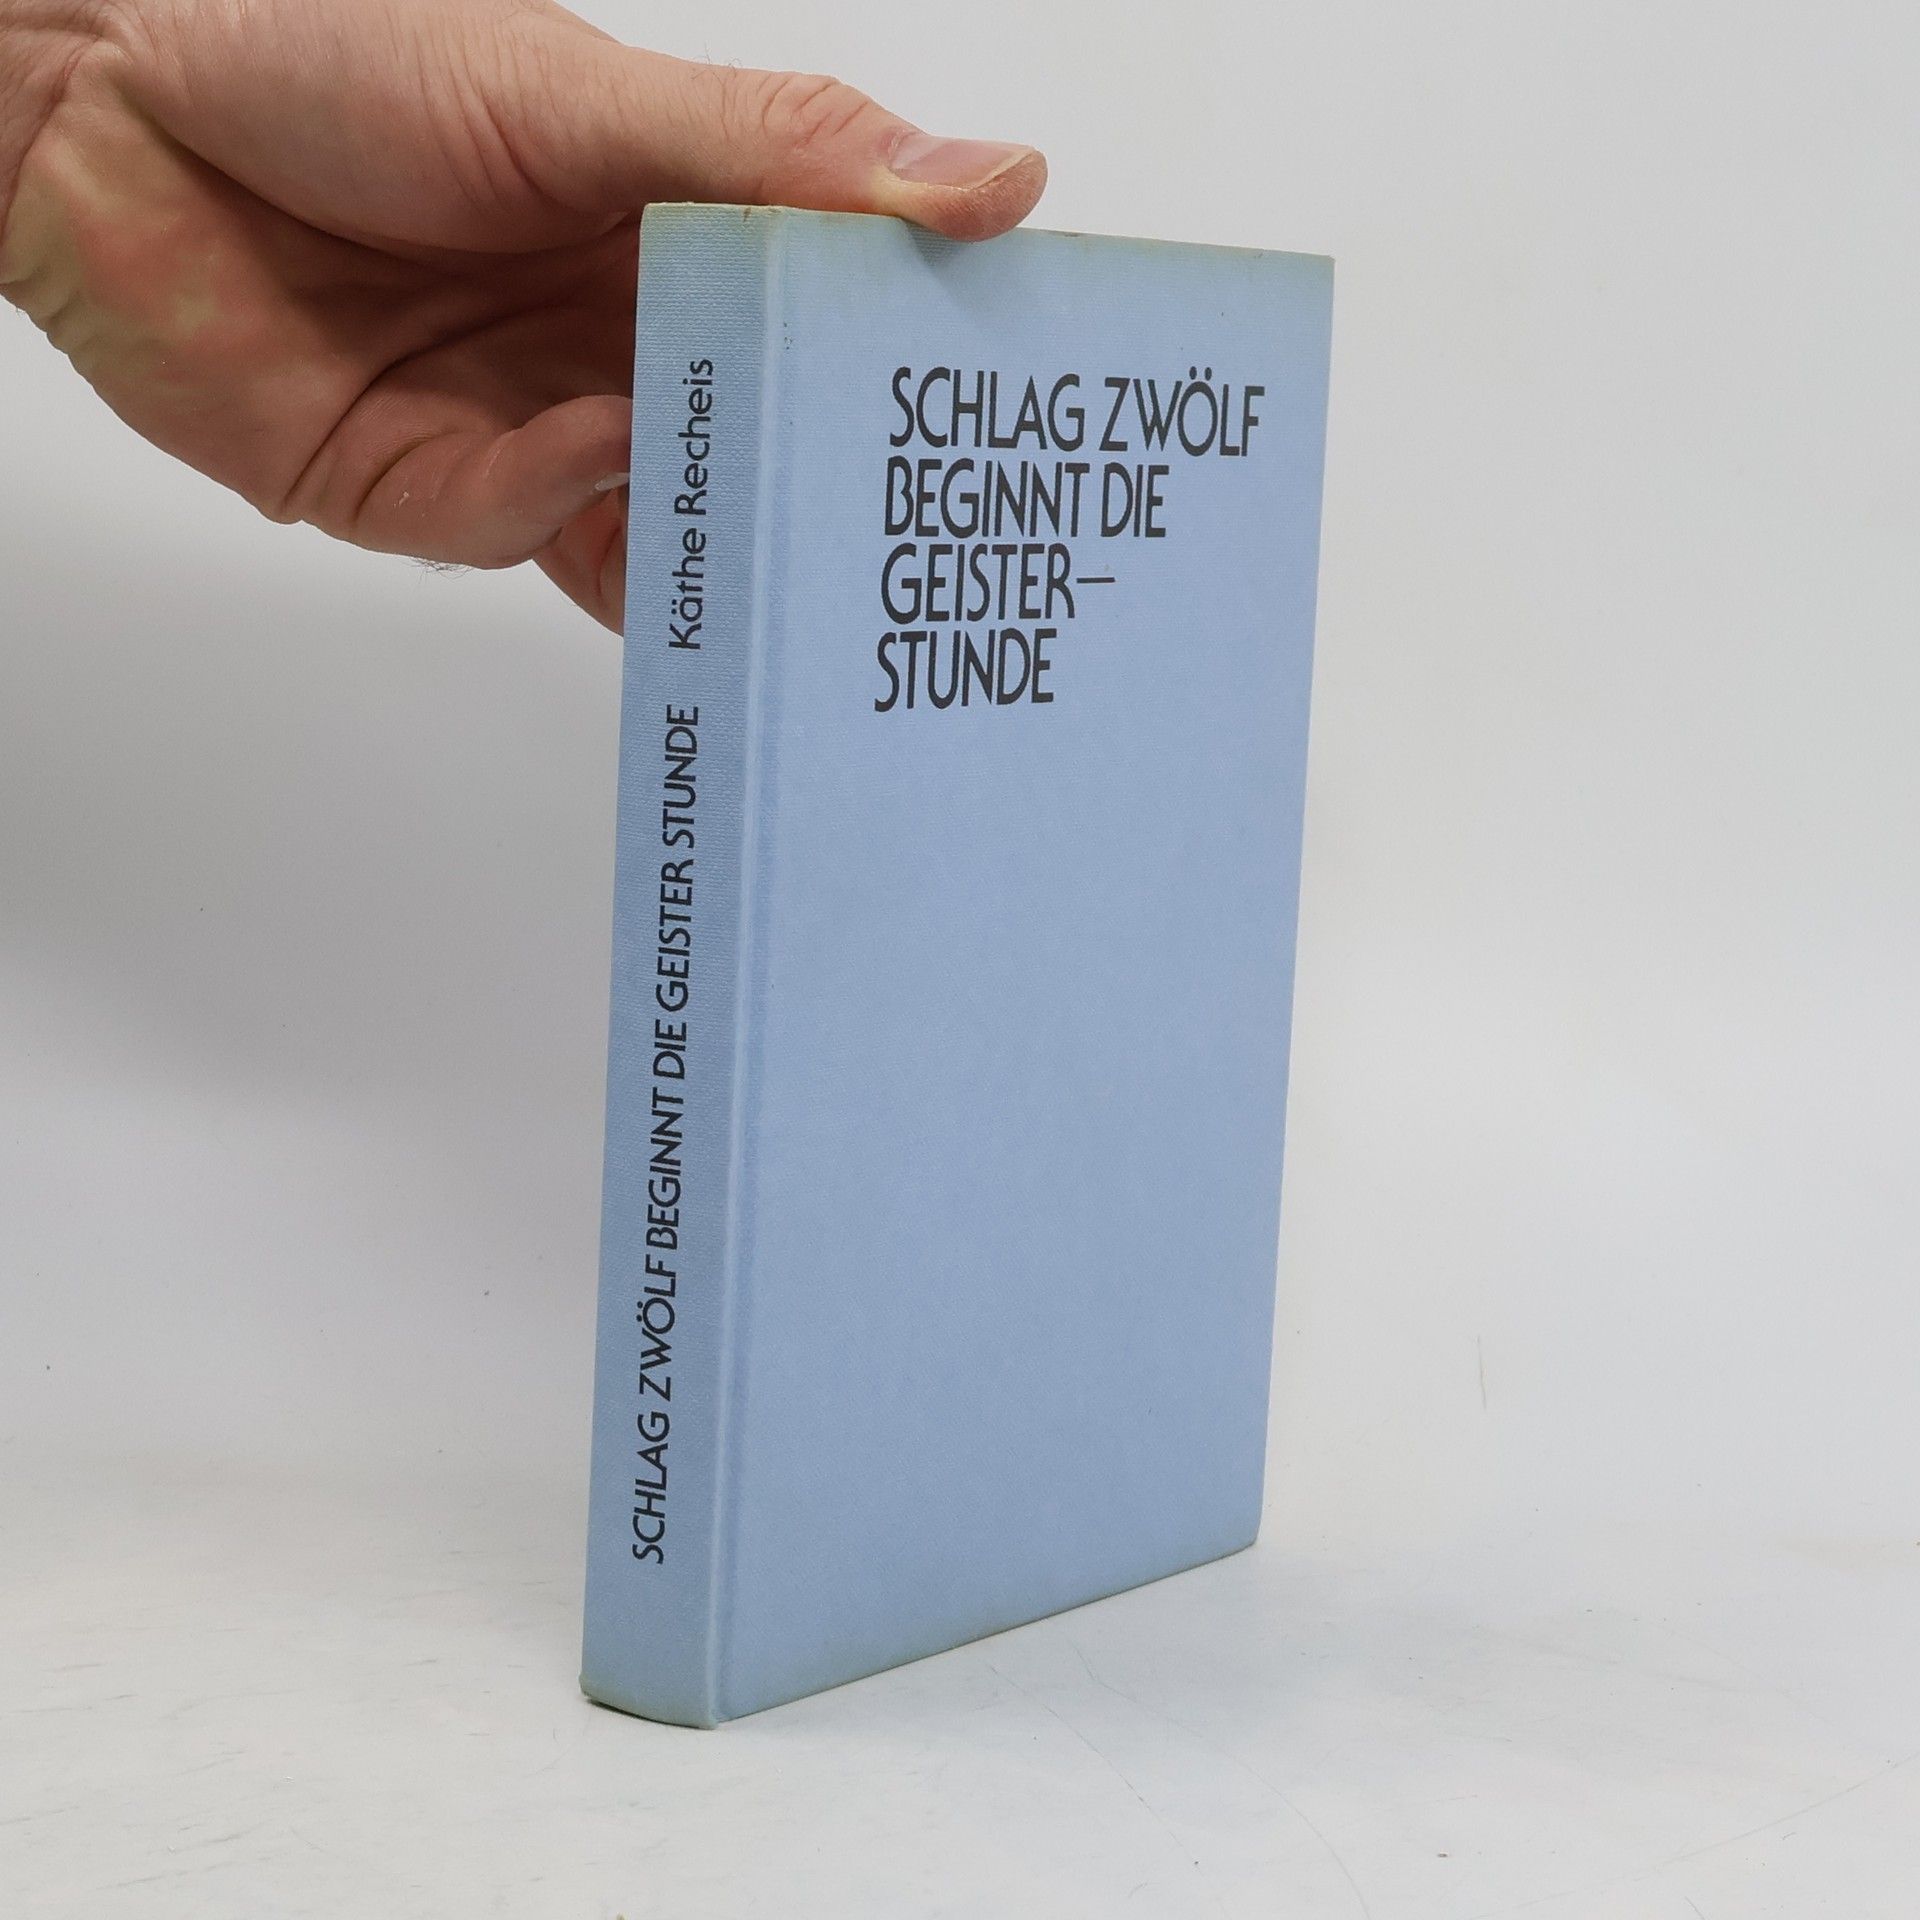 SCHLAG ZWÖLF BEGINNT DIE GEISTER STUNDE Käthe Recheis
SCHLAG ZWÖLF
BEGINNT DIE
GEISTER—
STUNDE